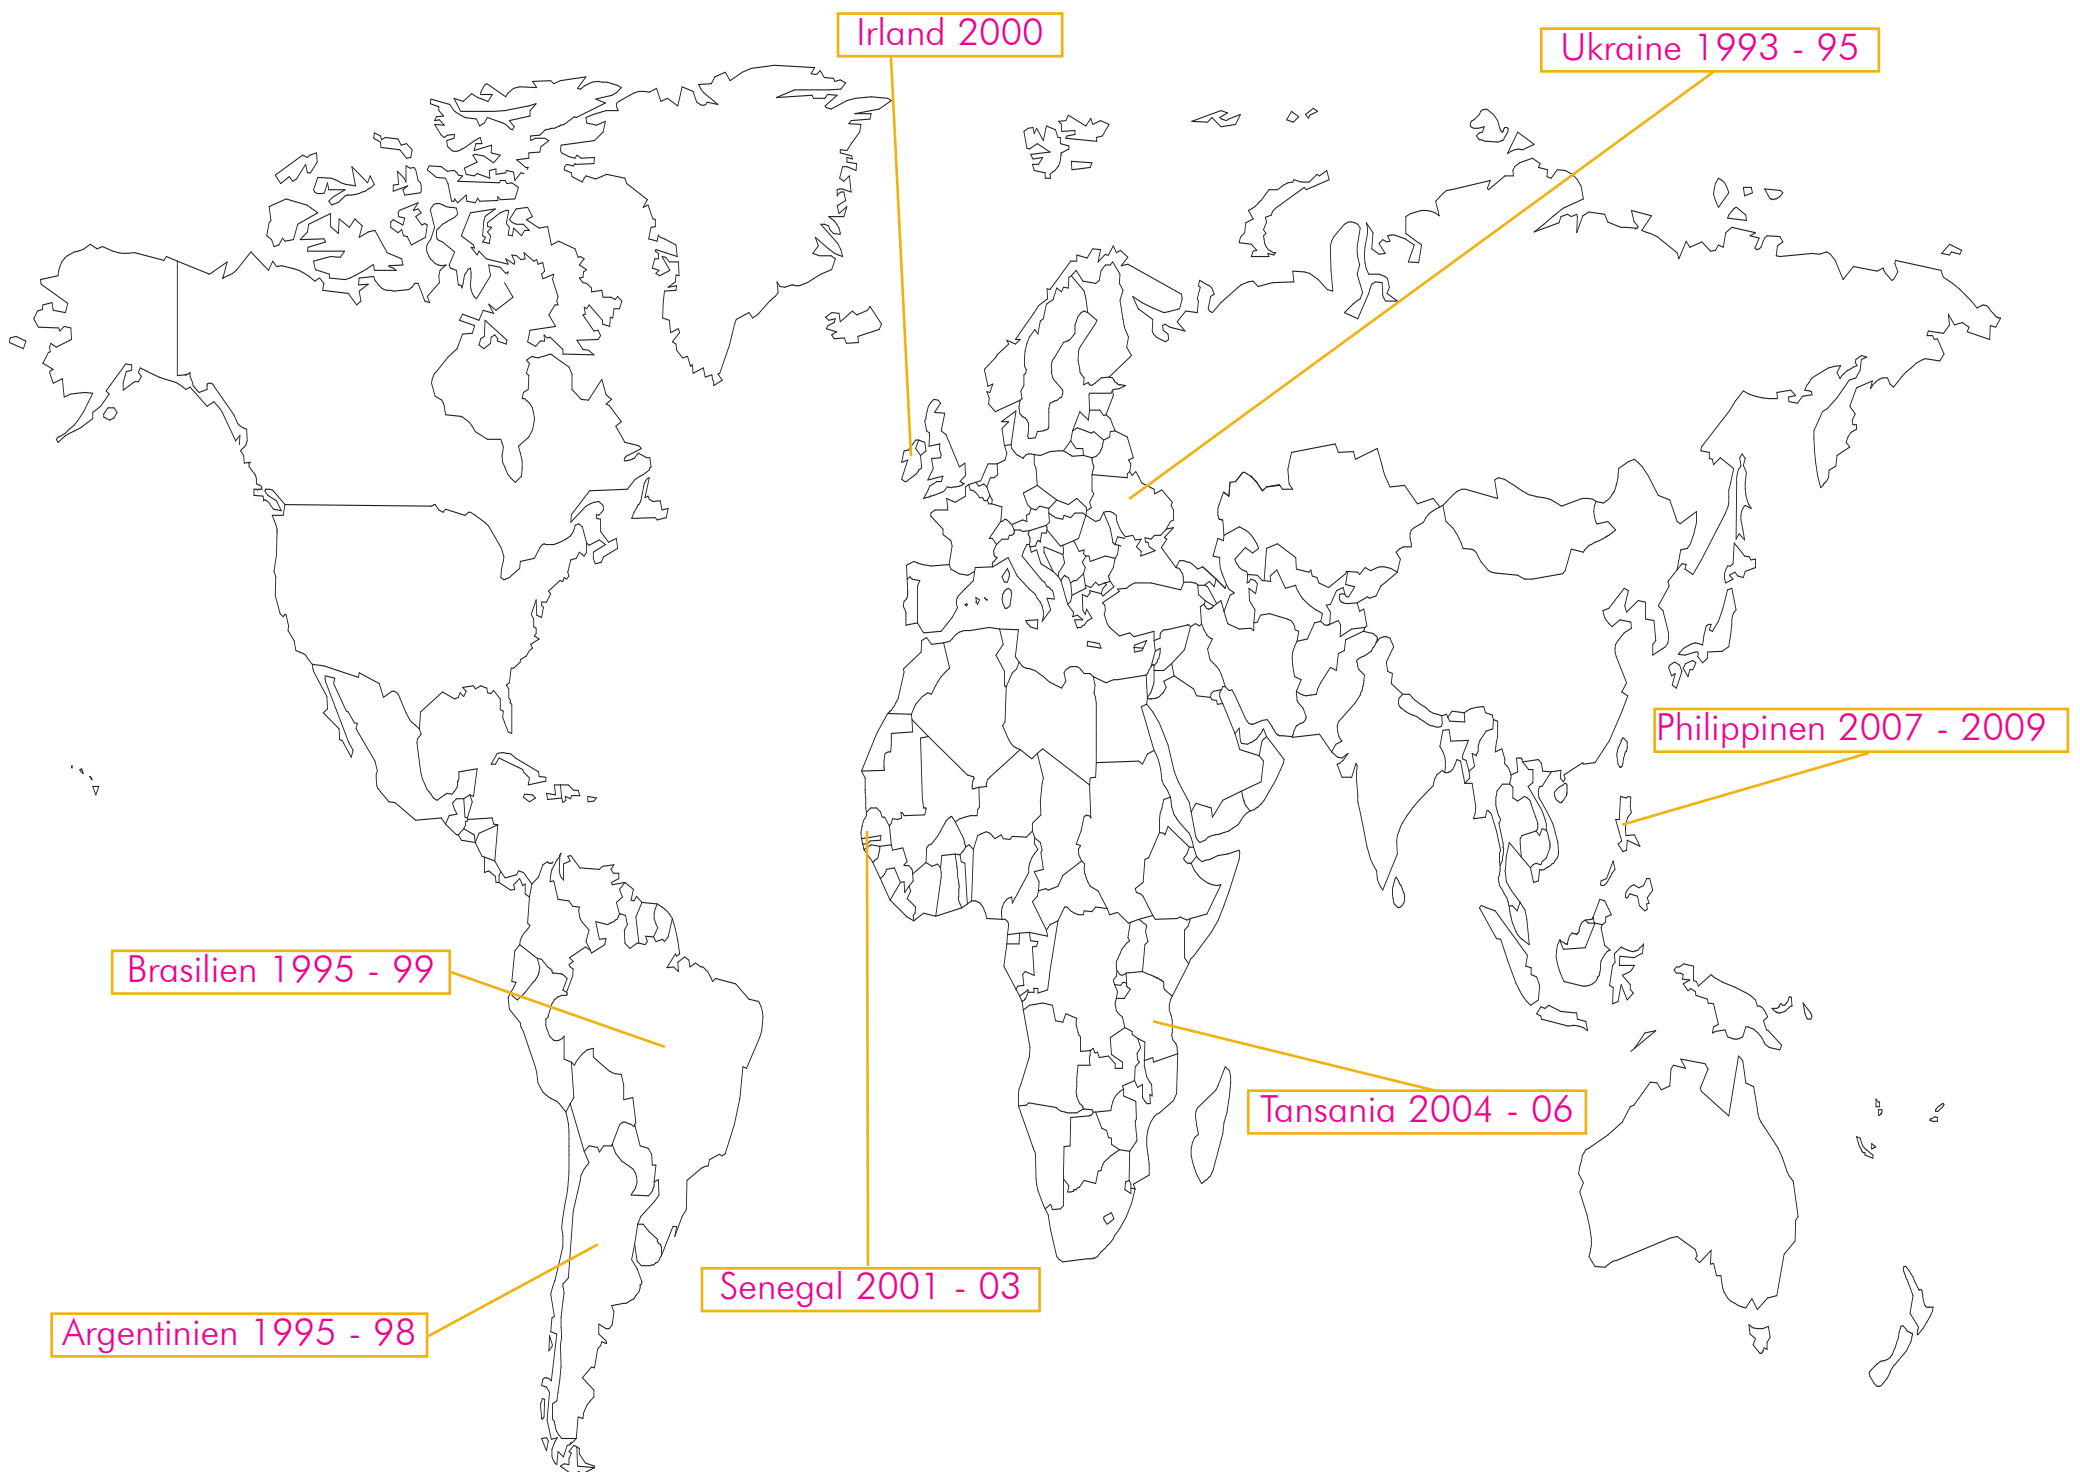 Irland 2000
Ukraine 1993 - 95
Philippinen 2007 - 2009
Brasilien 1995 - 99
Tansania 2004 - 06
Senegal 2001 - 03
Argentinien 1995 - 98